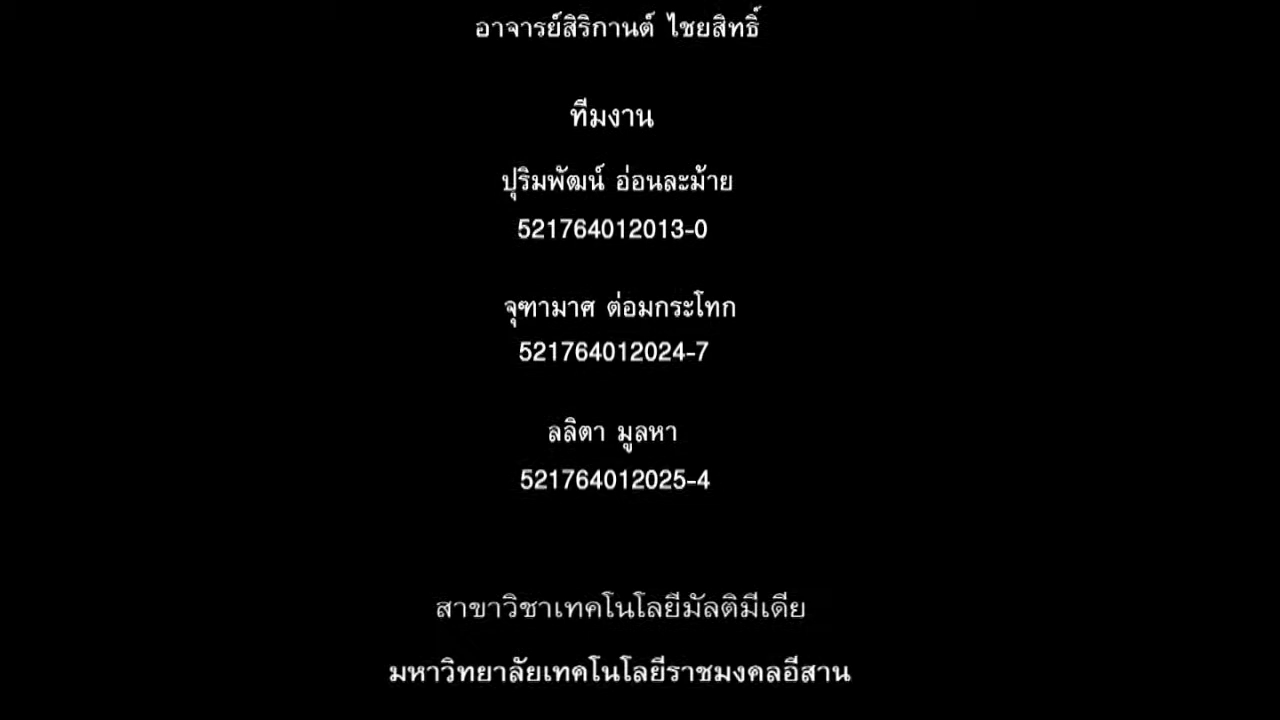 อาจารย์สิริกานต์ ไชยสิทธิ์
ทีมงาน
ปุริมพัฒน์ อ่อนละม้าย
521764012013-0
จุฑามาศ ต่อมกระโทก
521764012024-7
ลลิตา มูลหา
521764012025-4
สาขาวิชาเทคโนโลยีมัลติมีเดีย
มหาวิทยาลัยเทคโนโลยีราชมงคลอีสาน